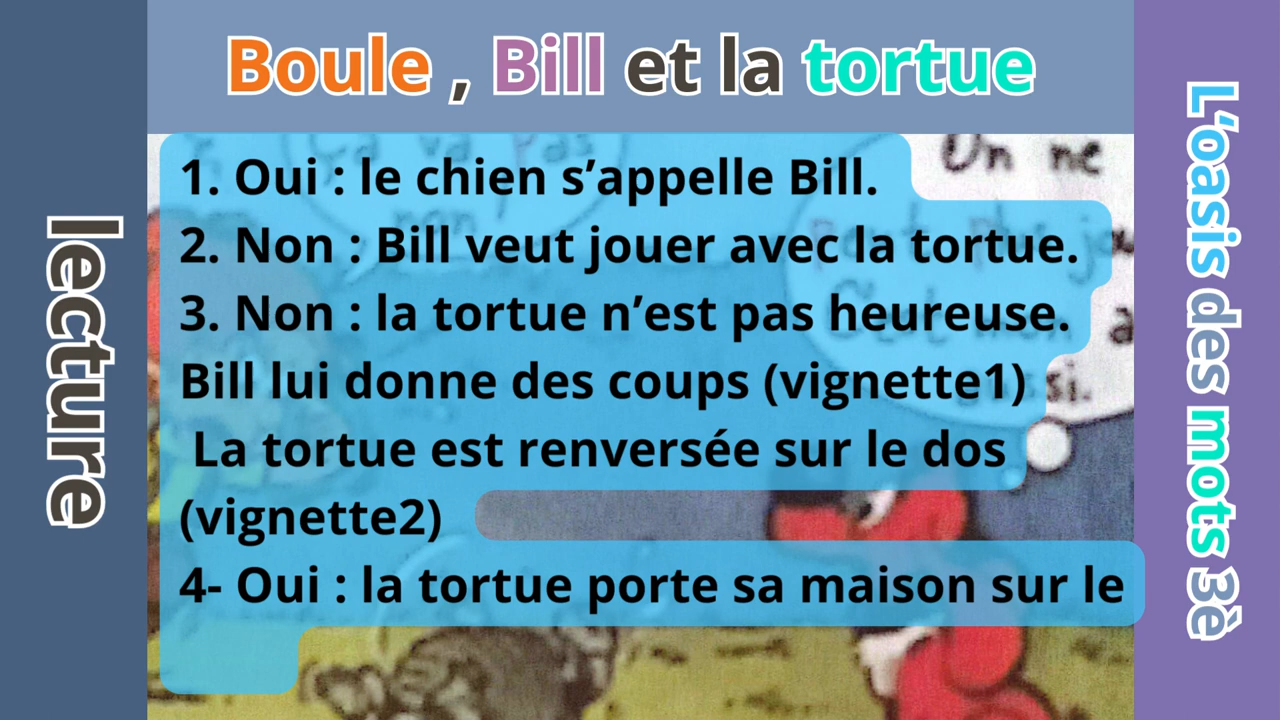 Boule , Bill et la tortue
lecture
1. Oui : le chien s’appelle Bill.
2. Non : Bill veut jouer avec la tortue.
3. Non : la tortue n’est pas heureuse.
Bill lui donne des coups (vignette1)
La tortue est renversée sur le dos
(vignette2)
4- Oui : la tortue porte sa maison sur le
L’oasis des mots 3è
Un ne